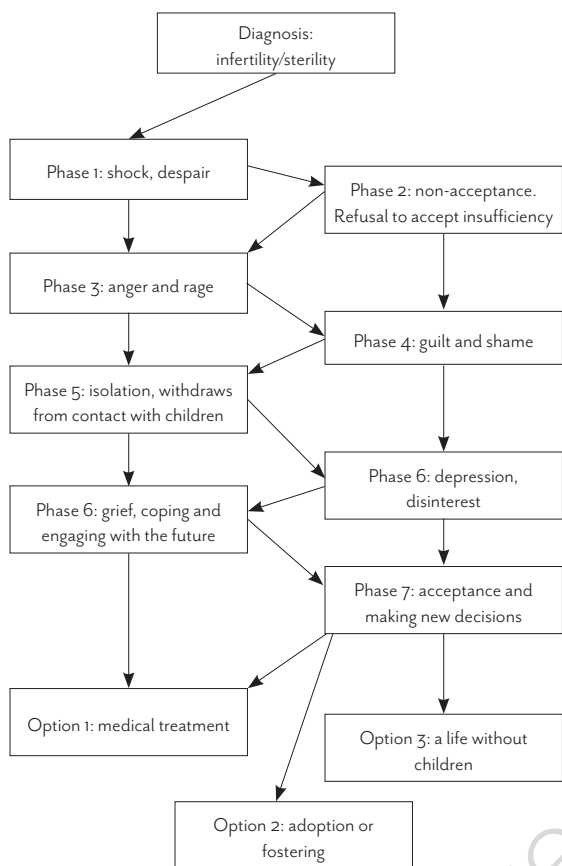 Diagnosis:
infertility/sterility
Phase 1: shock, despair
Phase 2: non-acceptance.
Refusal to accept insufficiency
Phase 3: anger and rage
Phase 4: guilt and shame
Phase 5: isolation, withdraws
from contact with children
Phase 6: depression,
disinterest
Phase 6: grief, coping and
engaging with the future
Phase 7: acceptance and
making new decisions
Option 1: medical treatment
Option 3: a life without
children
Option 2: adoption or
fostering